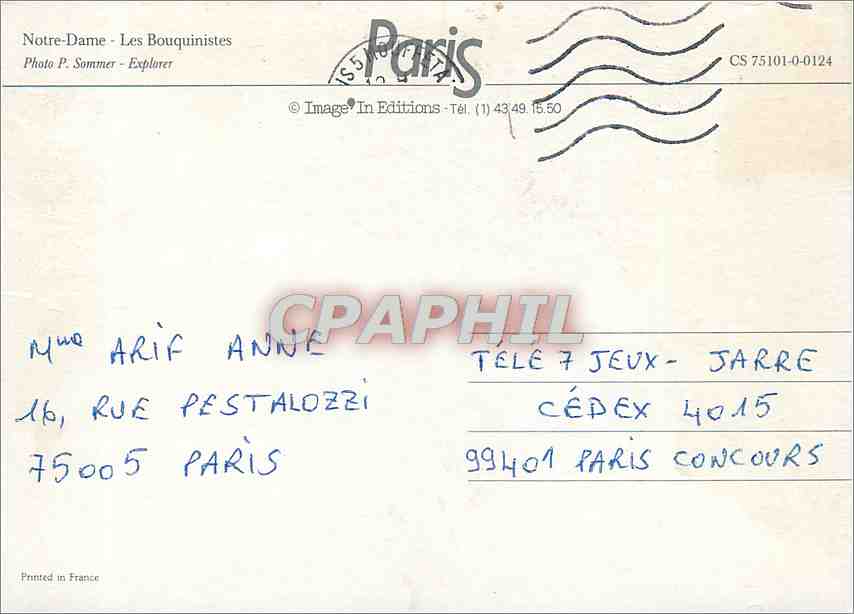 Notre-Dame - Les Bouquinistes
Photo P. Sommer - Explorer
Paris
CS 75101-0-0124
© Image'In Editions - Tél. (1) 43.49.15.50
CPAPHIL
Mme ARIF ANNE
16, RUE PESTALOZZI
75005 PARIS
TÉLÉ 7 JEUX - JARRE
CÉDEX 4015
99401 PARIS CONCOURS
Printed in France